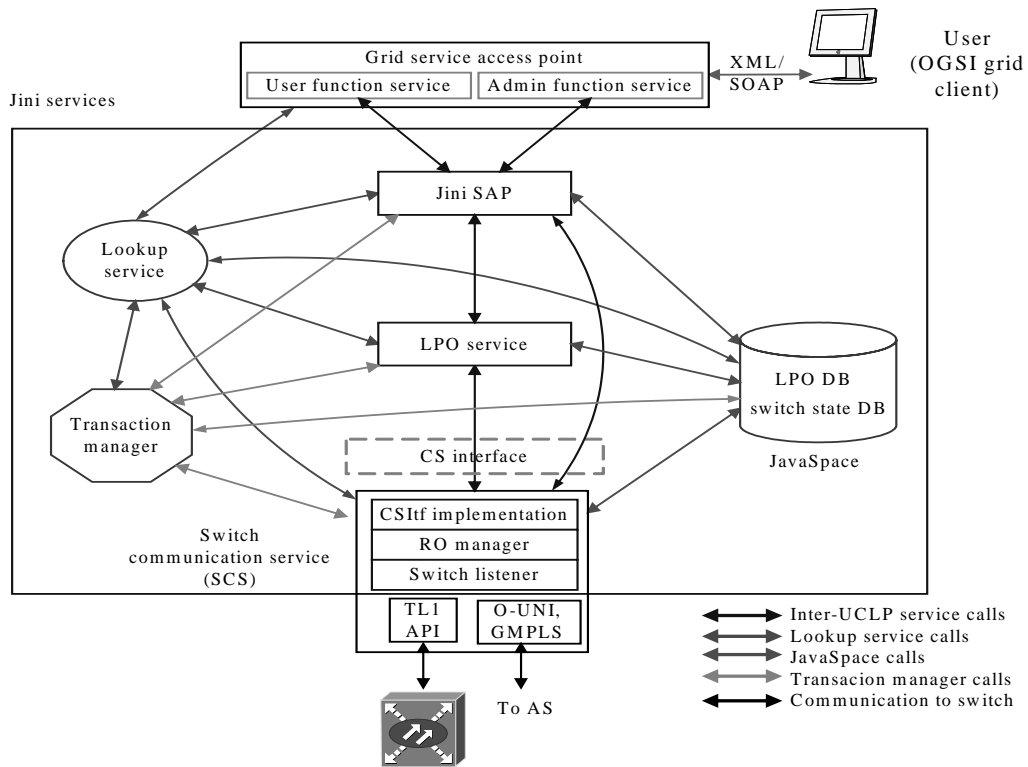 Grid service access point
User function service
Admin function service
XML/
SOAP
User
(OGSI grid
client)
Jini services
Jini SAP
Lookup
service
LPO service
LPO DB
switch state DB
JavaSpace
Transaction
manager
CS interface
CSItf implementation
RO manager
Switch listener
Switch
communication service
(SCS)
TL1
API
O-UNI,
GMPLS
To AS
Inter-UCLP service calls
Lookup service calls
JavaSpace calls
Transacion manager calls
Communication to switch